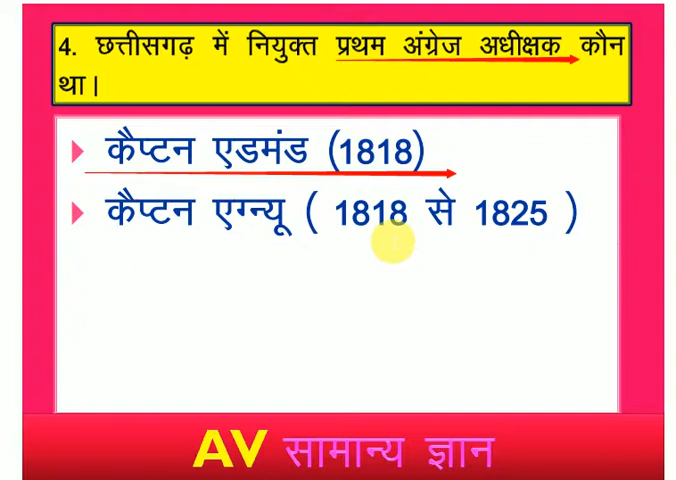 4. छत्तीसगढ़ में नियुक्त प्रथम अंग्रेज अधीक्षक कौन
था।
कैप्टन एडमंड (1818)
कैप्टन एग्न्यू ( 1818 से 1825 )
AV सामान्य ज्ञान